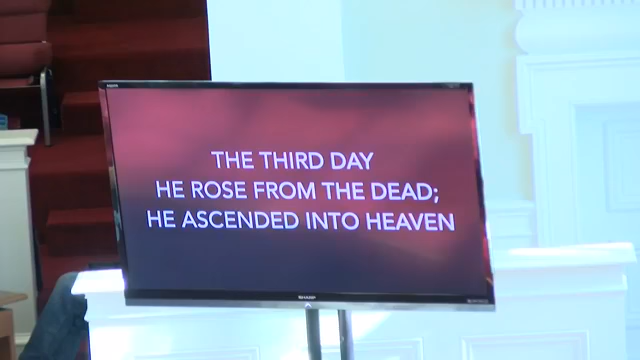 THE THIRD DAY
HE ROSE FROM THE DEAD;
HE ASCENDED INTO HEAVEN
SHARP